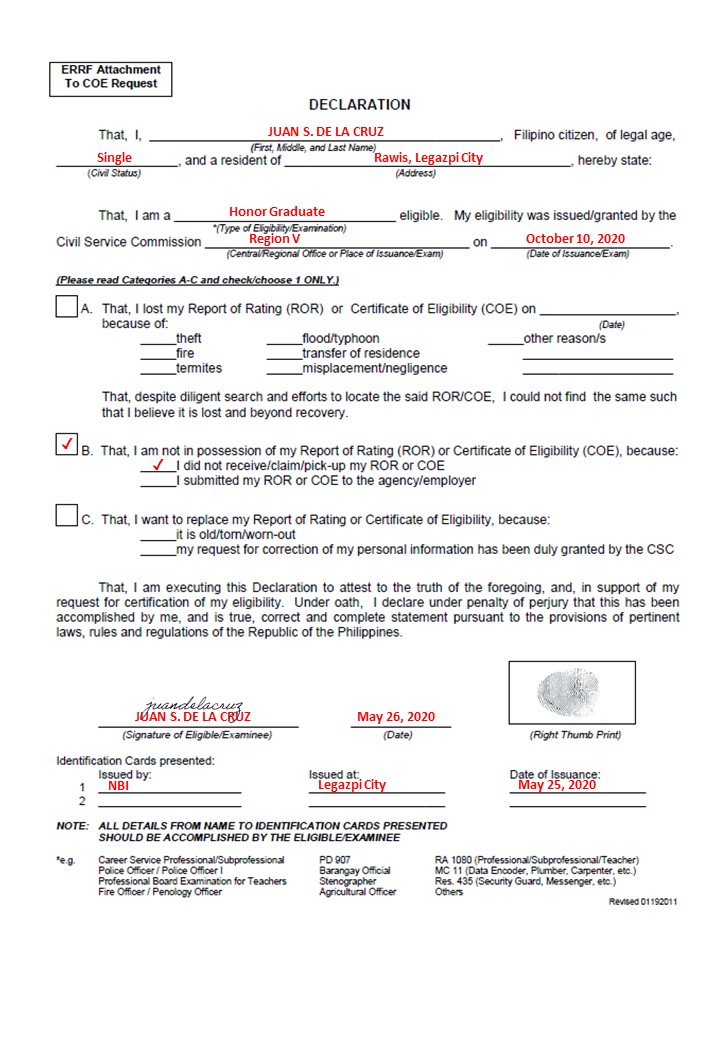 ERRF Attachment
To COE Request
DECLARATION
That, I, JUAN S. DE LA CRUZ, Filipino citizen, of legal age,
(First, Middle, and Last Name)
Single, and a resident of Rawis, Legazpi City, hereby state:
(Civil Status) (Address)
That, I am a Honor Graduate eligible. My eligibility was issued/granted by the
*(Type of Eligibility/Examination)
Civil Service Commission Region V on October 10, 2020.
(Central/Regional Office or Place of Issuance/Exam) (Date of Issuance/Exam)
(Please read Categories A-C and check/choose 1 ONLY.)
A. That, I lost my Report of Rating (ROR) or Certificate of Eligibility (COE) on ____________________,
because of: (Date)
_____theft _____flood/typhoon _____other reason/s
_____fire _____transfer of residence ______________________
_____termites _____misplacement/negligence ______________________
That, despite diligent search and efforts to locate the said ROR/COE, I could not find the same such
that I believe it is lost and beyond recovery.
✓ B. That, I am not in possession of my Report of Rating (ROR) or Certificate of Eligibility (COE), because:
✓ I did not receive/claim/pick-up my ROR or COE
_____I submitted my ROR or COE to the agency/employer
C. That, I want to replace my Report of Rating or Certificate of Eligibility, because:
_____it is old/torn/worn-out
_____my request for correction of my personal information has been duly granted by the CSC
That, I am executing this Declaration to attest to the truth of the foregoing, and, in support of my
request for certification of my eligibility. Under oath, I declare under penalty of perjury that this has been
accomplished by me, and is true, correct and complete statement pursuant to the provisions of pertinent
laws, rules and regulations of the Republic of the Philippines.
juandelacruz
JUAN S. DE LA CRUZ May 26, 2020
(Signature of Eligible/Examinee) (Date) (Right Thumb Print)
Identification Cards presented:
Issued by: Issued at: Date of Issuance:
1 NBI Legazpi City May 25, 2020
2
NOTE: ALL DETAILS FROM NAME TO IDENTIFICATION CARDS PRESENTED
SHOULD BE ACCOMPLISHED BY THE ELIGIBLE/EXAMINEE
*e.g. Career Service Professional/Subprofessional PD 907 RA 1080 (Professional/Subprofessional/Teacher)
Police Officer / Police Officer I Barangay Official MC 11 (Data Encoder, Plumber, Carpenter, etc.)
Professional Board Examination for Teachers Stenographer Res. 435 (Security Guard, Messenger, etc.)
Fire Officer / Penology Officer Agricultural Officer Others
Revised 01192011